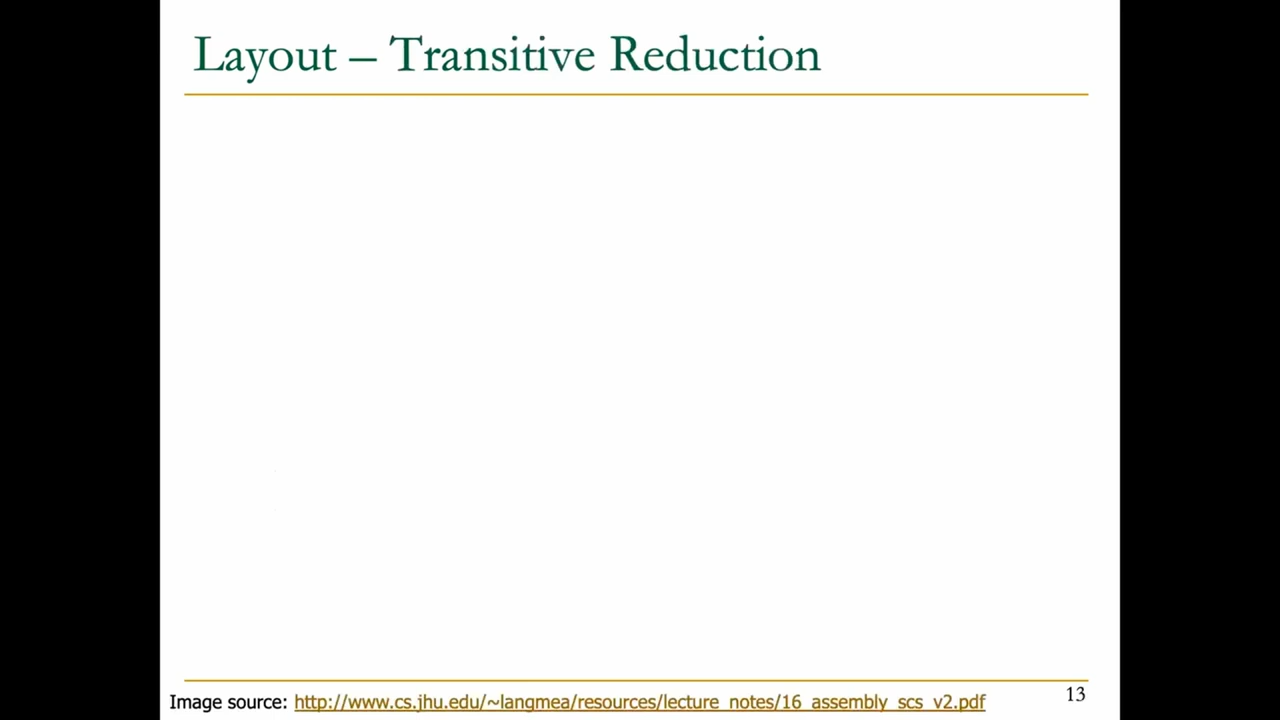 Layout – Transitive Reduction
Image source: http://www.cs.jhu.edu/~langmea/resources/lecture_notes/16_assembly_scs_v2.pdf
13